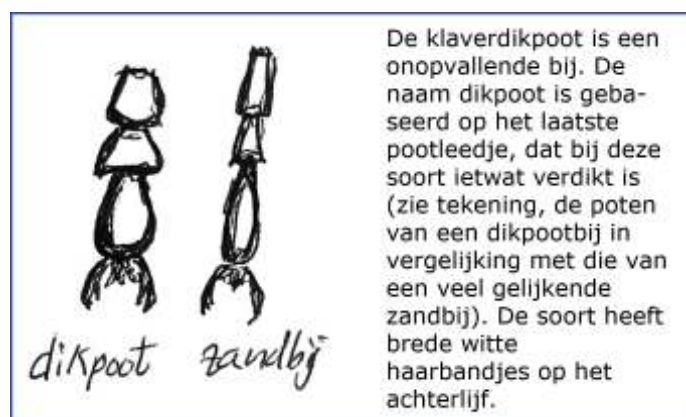 De klaverdikpoot is een
onopvallende bij. De
naam dikpoot is geba-
seerd op het laatste
pootleedje, dat bij deze
soort ietwat verdikt is
(zie tekening, de poten
van een dikpootbij in
vergelijking met die van
een veel gelijkende
zandbij). De soort heeft
brede witte
haarbandjes op het
achterlijf.
dikpoot zandbij